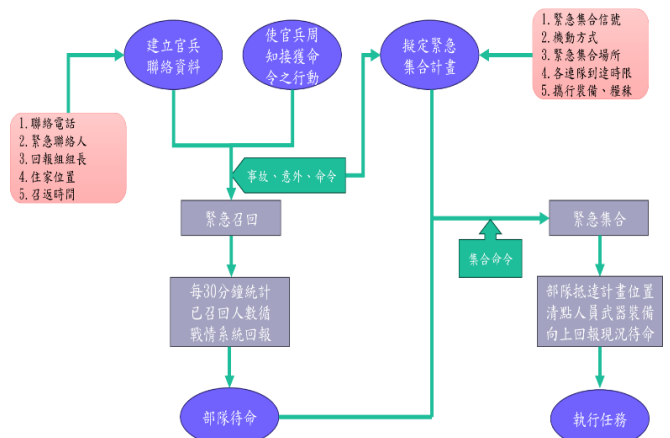 建立官兵
聯絡資料
使官兵周
知接獲命
令之行動
擬定緊急
集合計畫
1.緊急集合信號
2.機動方式
3.緊急集合場所
4.各連隊到達時限
5.攜行裝備、糧秣
1.聯絡電話
2.緊急聯絡人
3.回報組組長
4.住家位置
5.召返時間
事故、意外、命令
緊急召回
緊急集合
集合命令
每30分鐘統計
已召回人數循
戰情系統回報
部隊抵達計畫位置
清點人員武器裝備
向上回報現況待命
部隊待命
執行任務